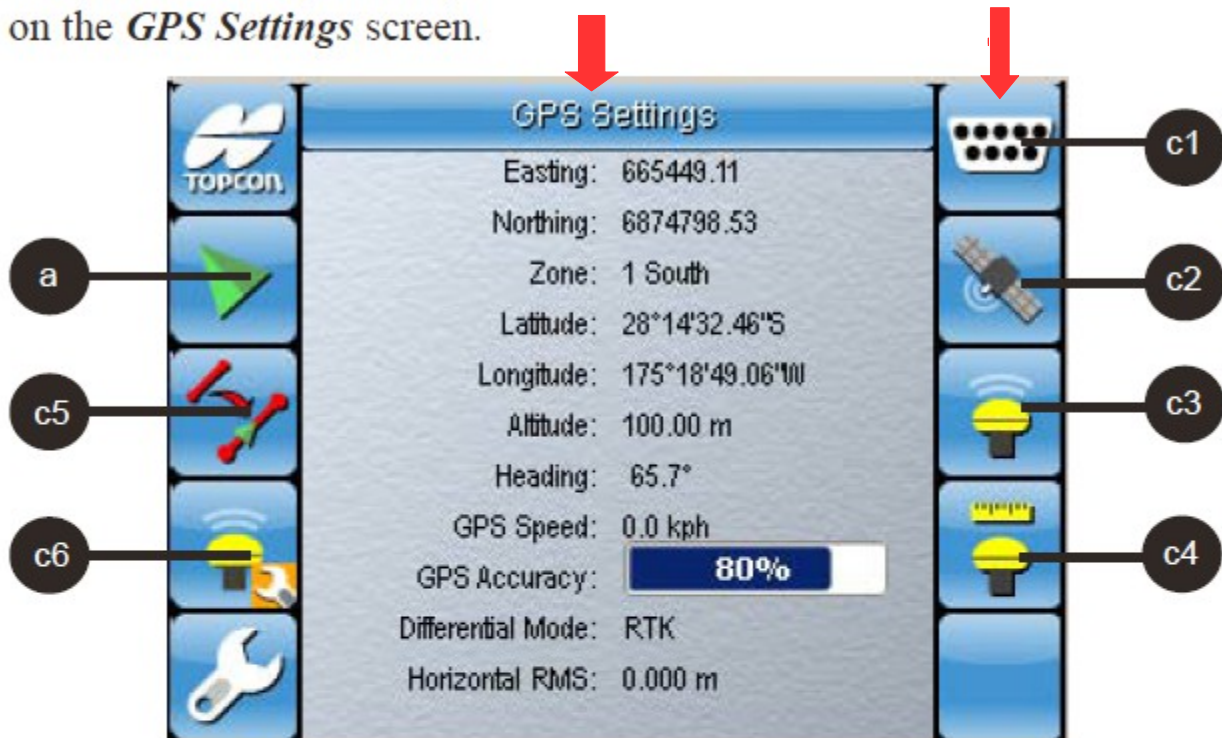 on the GPS Settings screen.
GPS Settings
TOPCON
Easting: 665449.11
Northing: 6874798.53
Zone: 1 South
Latitude: 28°14'32.46"S
Longitude: 175°18'49.06"W
Altitude: 100.00 m
Heading: 65.7°
GPS Speed: 0.0 kph
GPS Accuracy: 80%
Differential Mode: RTK
Horizontal RMS: 0.000 m
a
c5
c6
c1
c2
c3
c4